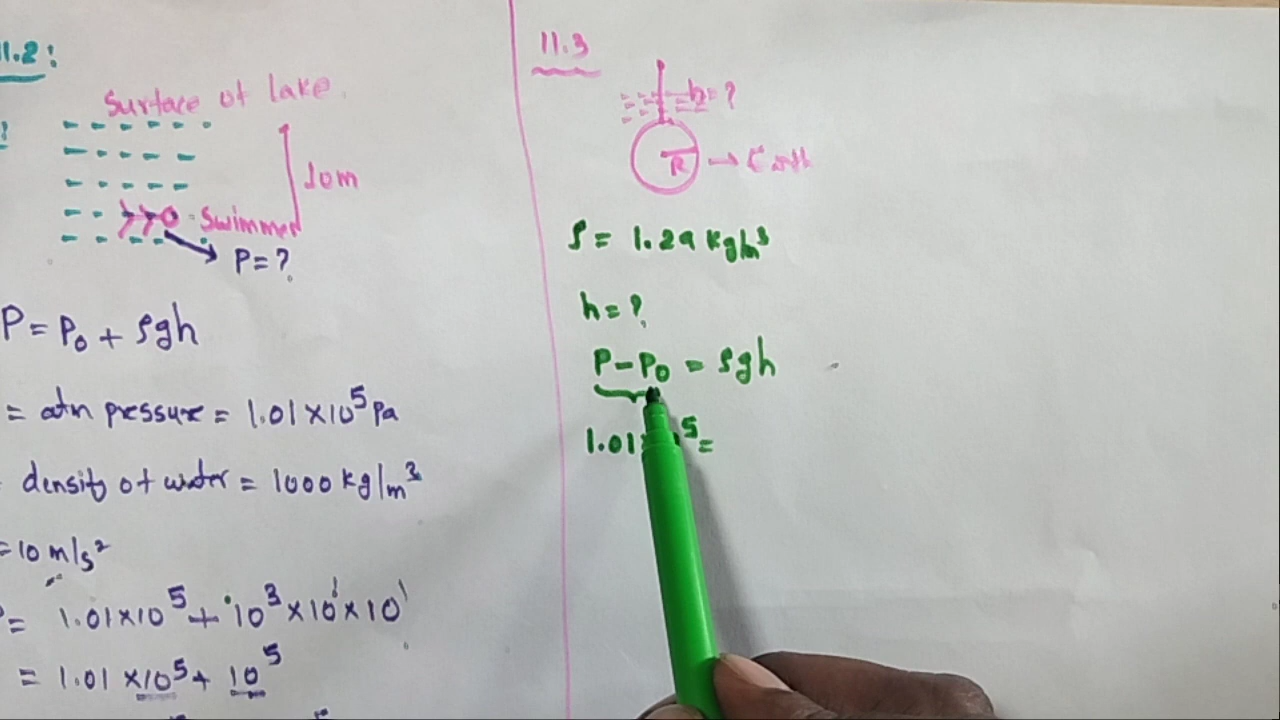 11.2:
Surface of lake.
?
10m
Swimmer
P=?
P = P₀ + ρgh
= atm pressure = 1.01×10⁵ Pa
density of water = 1000 kg/m³
=10 m/s²
= 1.01×10⁵ + 10³×10¹×10¹
= 1.01 ×10⁵+ 10⁵
11.3
h=?
R → Earth
ρ = 1.29 kg/m³
h=?
P-P₀ = ρgh
1.01 5=